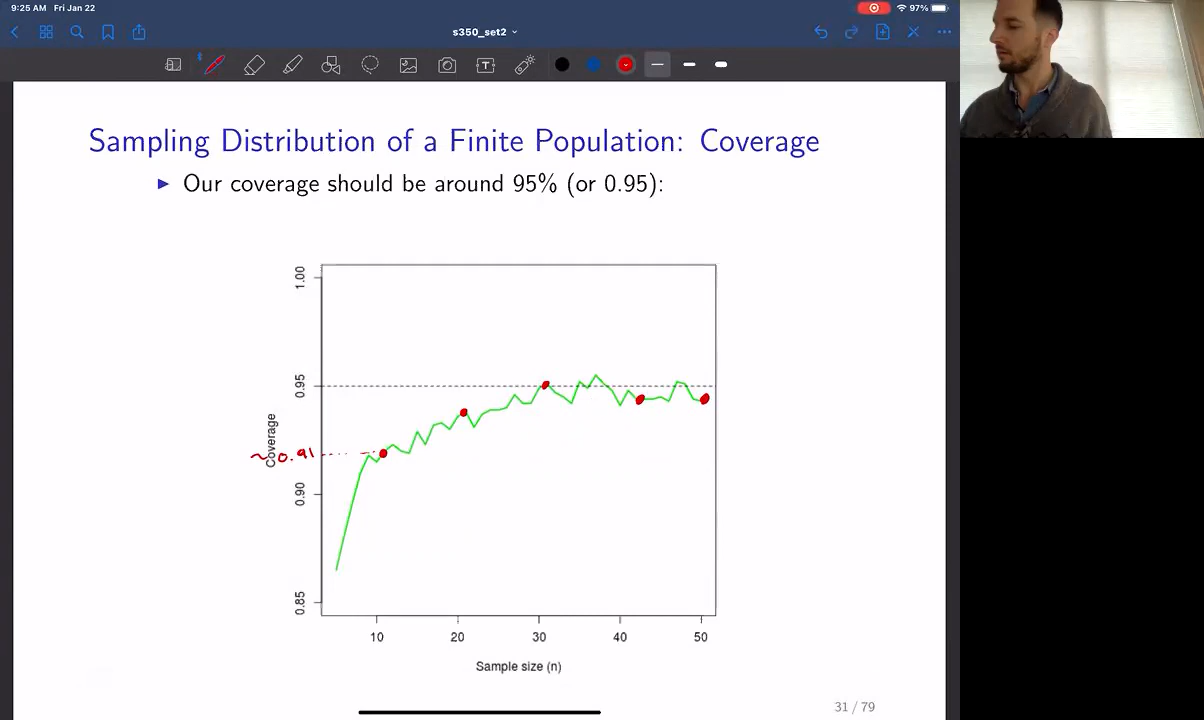 9:25 AM Fri Jan 22
97%
s350_set2
T
Sampling Distribution of a Finite Population: Coverage
► Our coverage should be around 95% (or 0.95):
1.00
0.95
Coverage
~0.91
0.90
0.85
10 20 30 40 50
Sample size (n)
31 / 79